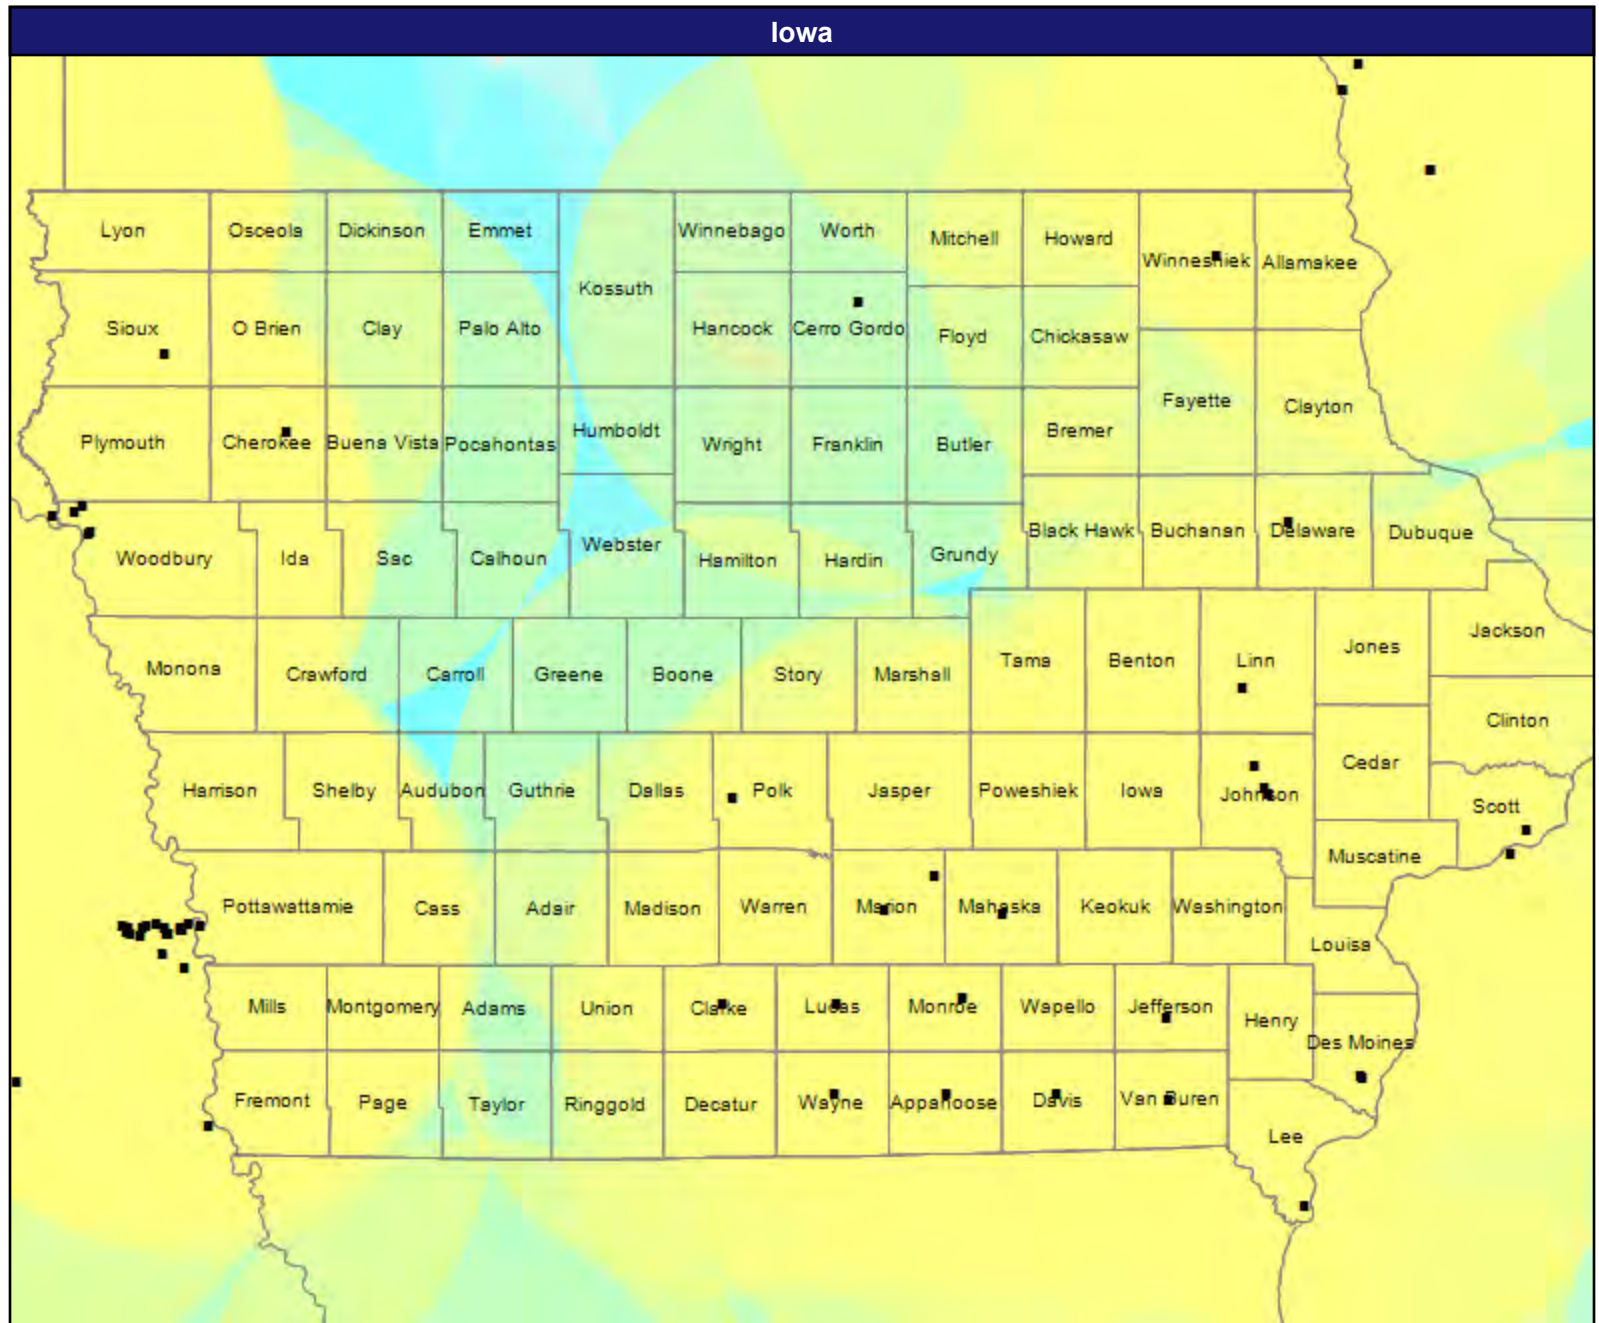 Iowa
Lyon
Osceola
Dickinson
Emmet
Winnebago
Worth
Mitchell
Howard
Winneshiek
Allamakee
Kossuth
Sioux
O Brien
Clay
Palo Alto
Hancock
Cerro Gordo
Floyd
Chickasaw
Fayette
Clayton
Plymouth
Cherokee
Buena Vista
Pocahontas
Humboldt
Wright
Franklin
Butler
Bremer
Woodbury
Ida
Sac
Calhoun
Webster
Hamilton
Hardin
Grundy
Black Hawk
Buchanan
Delaware
Dubuque
Monona
Crawford
Carroll
Greene
Boone
Story
Marshall
Tama
Benton
Linn
Jones
Jackson
Clinton
Harrison
Shelby
Audubon
Guthrie
Dallas
Polk
Jasper
Poweshiek
Iowa
Johnson
Cedar
Scott
Muscatine
Pottawattamie
Cass
Adair
Madison
Warren
Marion
Mahaska
Keokuk
Washington
Louisa
Mills
Montgomery
Adams
Union
Clarke
Lucas
Monroe
Wapello
Jefferson
Henry
Des Moines
Fremont
Page
Taylor
Ringgold
Decatur
Wayne
Appanoose
Davis
Van Buren
Lee